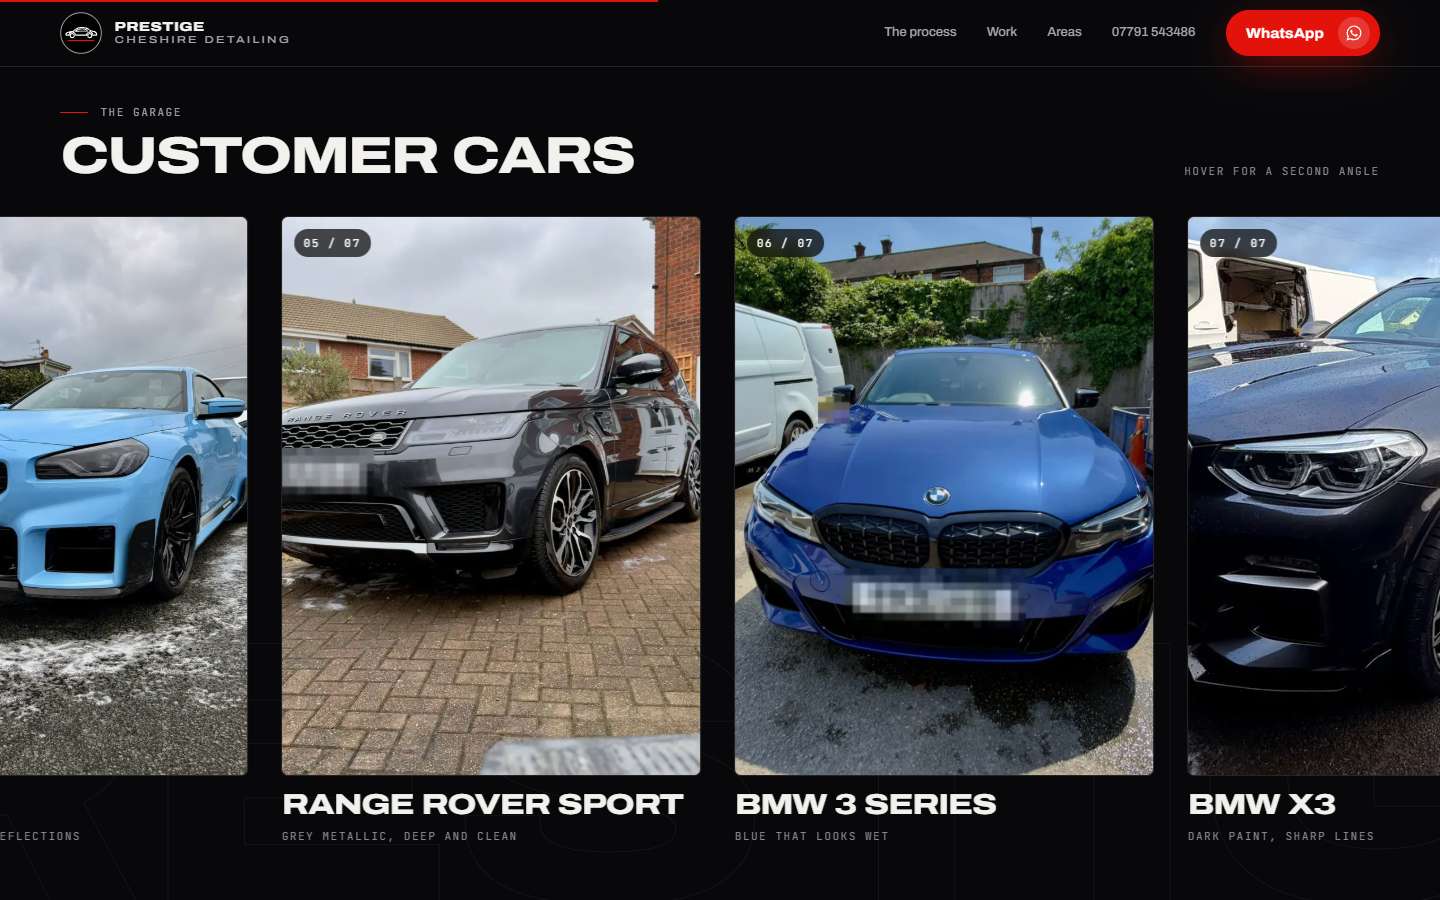 PRESTIGE
CHESHIRE DETAILING
The process
Work
Areas
07791 543486
WhatsApp
THE GARAGE
CUSTOMER CARS
HOVER FOR A SECOND ANGLE
05 / 07
06 / 07
07 / 07
RANGE ROVER
RANGE ROVER SPORT
BMW 3 SERIES
BMW X3
EFLECTIONS
GREY METALLIC, DEEP AND CLEAN
BLUE THAT LOOKS WET
DARK PAINT, SHARP LINES